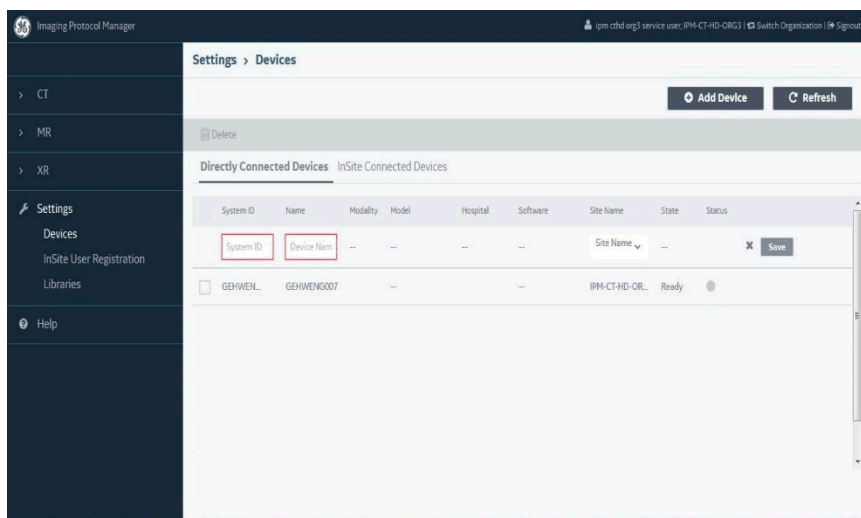 Imaging Protocol Manager
ipm cthd org3 service user, IPM-CT-HD-ORG3 | Switch Organization | Signout
Settings > Devices
> CT
Add Device
Refresh
> MR
Delete
> XR
Directly Connected Devices InSite Connected Devices
Settings
Devices
InSite User Registration
Libraries
Help
System ID Name Modality Model Hospital Software Site Name State Status
System ID Device Nam -- -- -- -- Site Name -- x Save
GEHWEN... GEHWENG007 -- -- IPM-CT-HD-OR... Ready